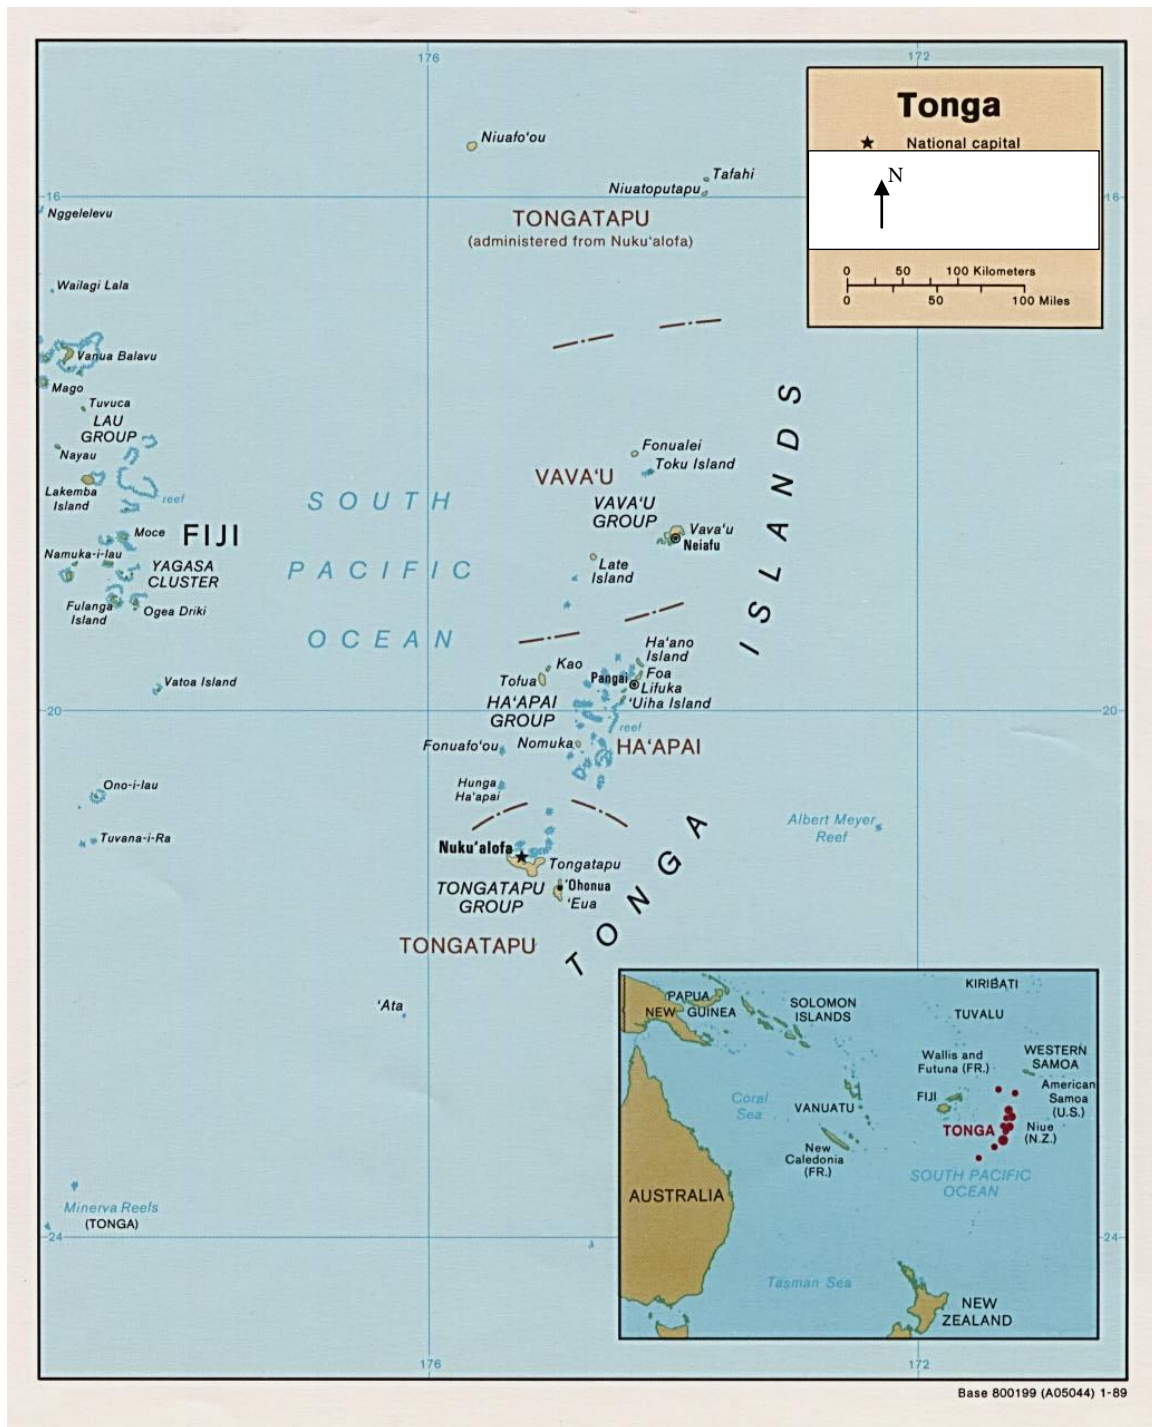 176
172
Tonga
National capital
N
0 50 100 Kilometers
0 50 100 Miles
Niuafo‘ou
Tafahi
Niuatoputapu
16
16
Nggelelevu
TONGATAPU
(administered from Nuku‘alofa)
Wailagi Lala
Vanua Balavu
Mago
Tuvuca
LAU
GROUP
Nayau
Lakemba
Island
reef
Moce
FIJI
Namuka-i-lau
YAGASA
CLUSTER
Fulanga
Island
Ogea Driki
Vatoa Island
SOUTH
PACIFIC
OCEAN
Fonualei
Toku Island
VAVA‘U
VAVA‘U
GROUP
Vava‘u
Neiafu
Late
Island
TONGA ISLANDS
Ha‘ano
Island
Kao
Tofua
Pangai
Foa
Lifuka
‘Uiha Island
HA‘APAI
GROUP
20
20
reef
Fonuafo‘ou
Nomuka
HA‘APAI
Hunga
Ha‘apai
Ono-i-lau
Tuvana-i-Ra
Albert Meyer
Reef
Nuku‘alofa
Tongatapu
‘Ohonua
‘Eua
TONGATAPU
GROUP
TONGATAPU
‘Ata
Minerva Reefs
(TONGA)
24
24
KIRIBATI
PAPUA
NEW GUINEA
SOLOMON
ISLANDS
TUVALU
Wallis and
Futuna (FR.)
WESTERN
SAMOA
American
Samoa
(U.S.)
FIJI
Coral
Sea
VANUATU
TONGA
Niue
(N.Z.)
New
Caledonia
(FR.)
SOUTH PACIFIC
OCEAN
AUSTRALIA
Tasman Sea
NEW
ZEALAND
176
172
Base 800199 (A05044) 1-89